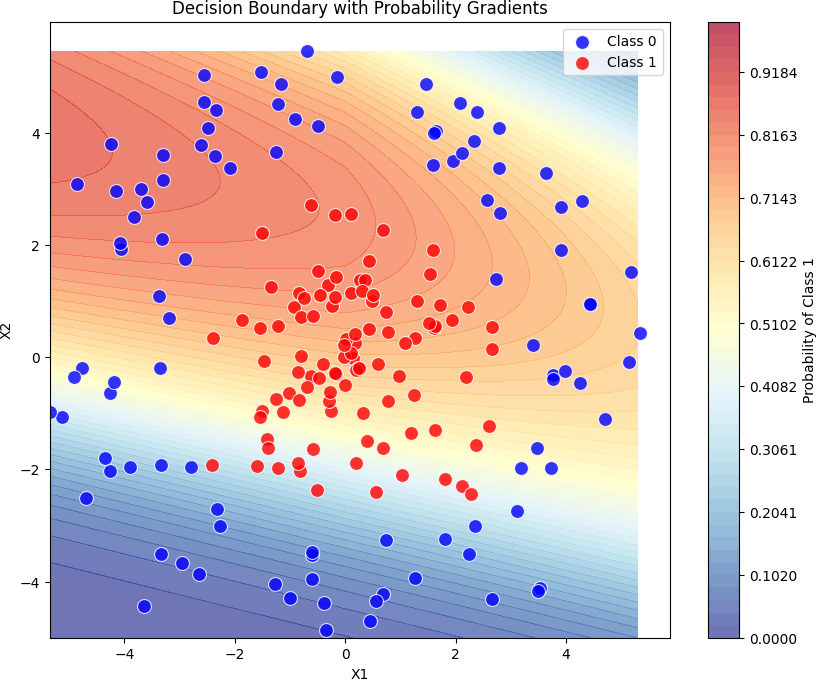 Decision Boundary with Probability Gradients
Class 0
Class 1
X2
4
2
0
−2
−4
−4 −2 0 2 4
X1
0.9184
0.8163
0.7143
0.6122
0.5102
0.4082
0.3061
0.2041
0.1020
0.0000
Probability of Class 1